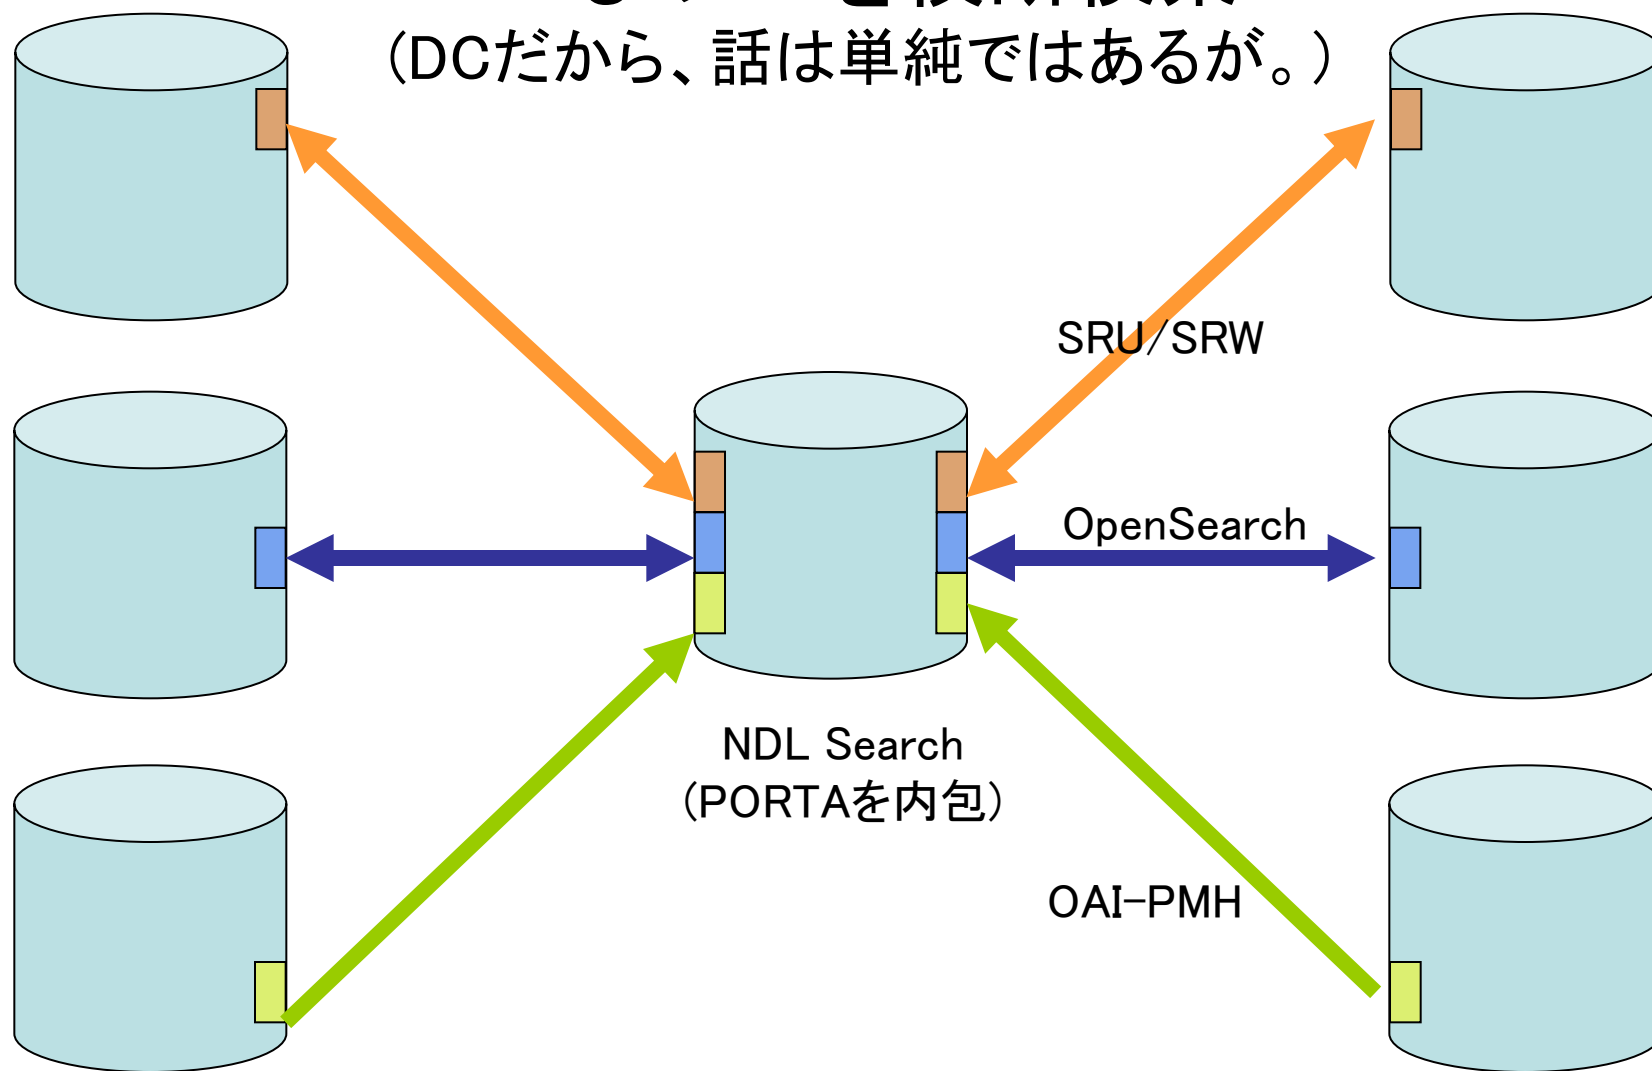 (DCだから、話は単純ではあるが。)
SRU/SRW
OpenSearch
NDL Search
(PORTAを内包)
OAI-PMH